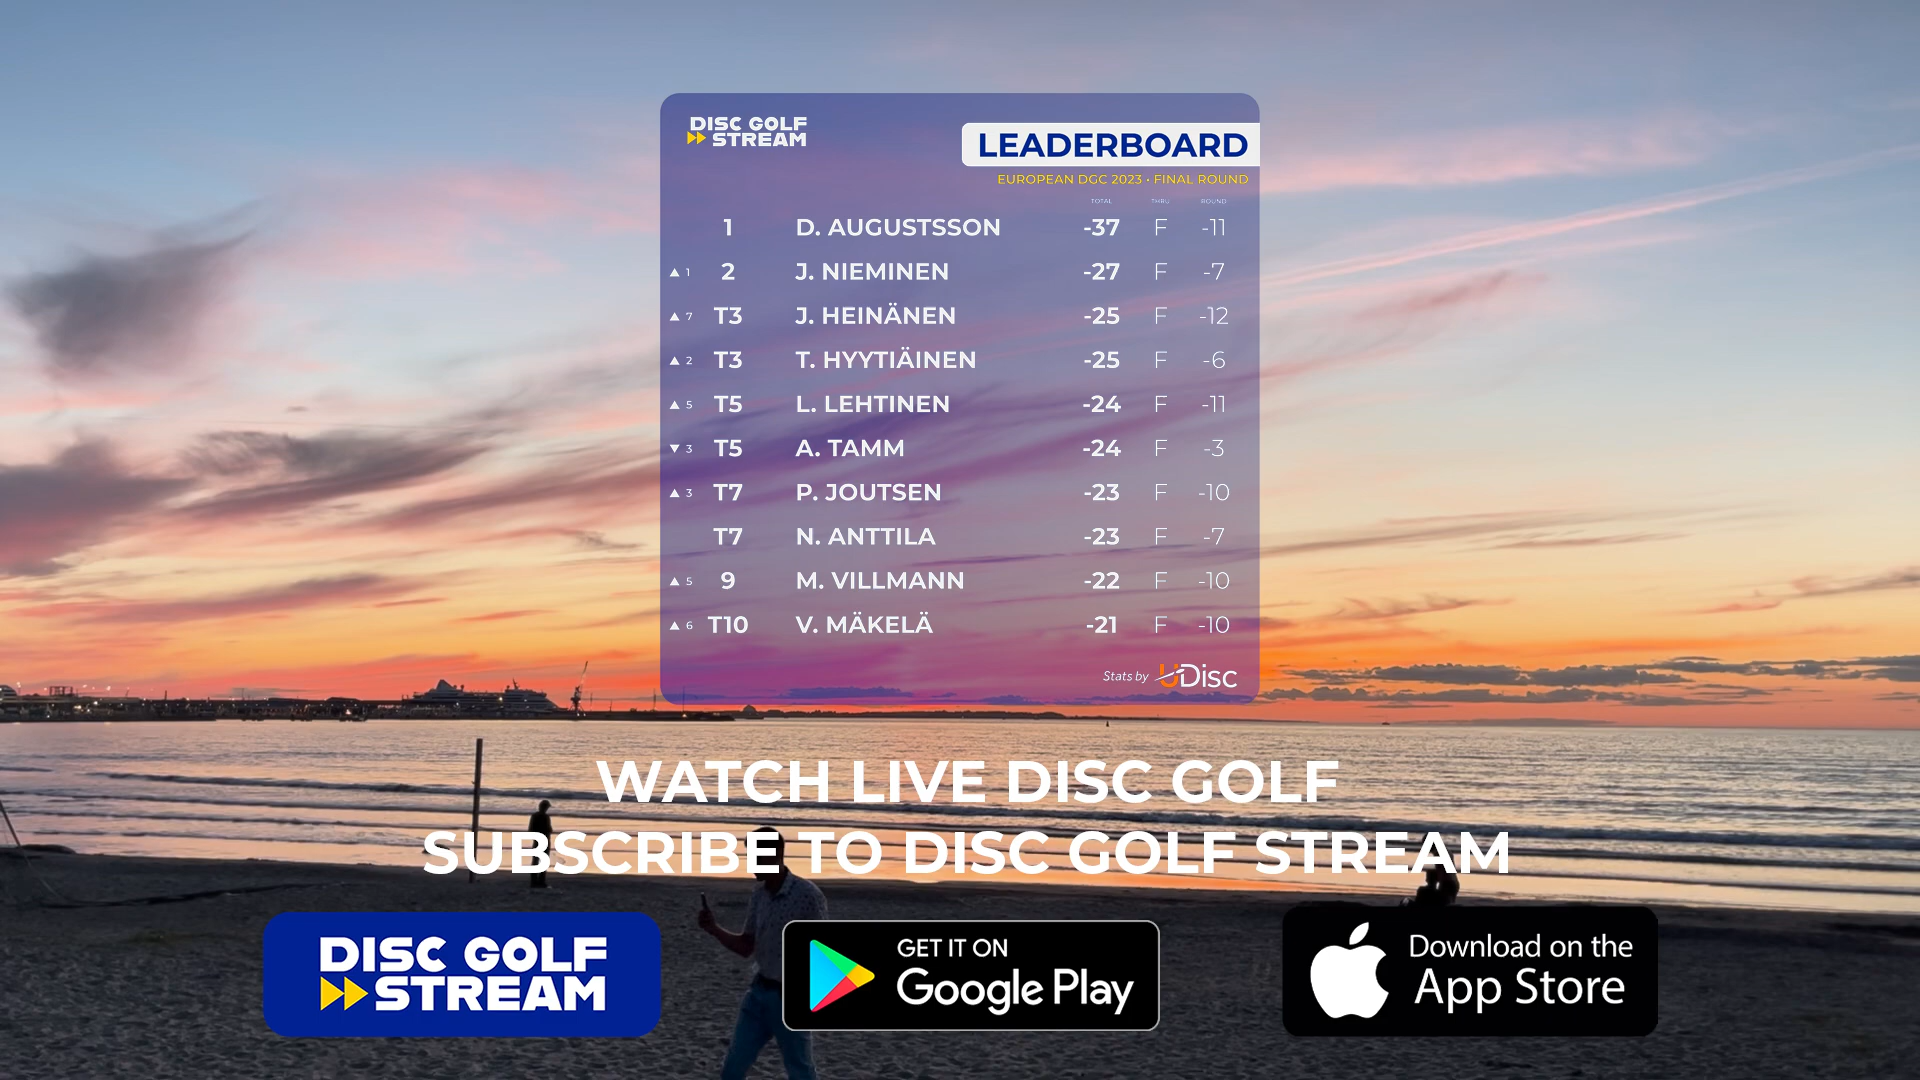 DISC GOLF
STREAM
LEADERBOARD
EUROPEAN DGC 2023 • FINAL ROUND
TOTAL THRU ROUND
1 D. AUGUSTSSON -37 F -11
▲ 1 2 J. NIEMINEN -27 F -7
▲ 7 T3 J. HEINÄNEN -25 F -12
▲ 2 T3 T. HYYTIÄINEN -25 F -6
▲ 5 T5 L. LEHTINEN -24 F -11
▼ 3 T5 A. TAMM -24 F -3
▲ 3 T7 P. JOUTSEN -23 F -10
T7 N. ANTTILA -23 F -7
▲ 5 9 M. VILLMANN -22 F -10
▲ 6 T10 V. MÄKELÄ -21 F -10
Stats by UDisc
WATCH LIVE DISC GOLF
SUBSCRIBE TO DISC GOLF STREAM
DISC GOLF
STREAM
GET IT ON
Google Play
Download on the
App Store